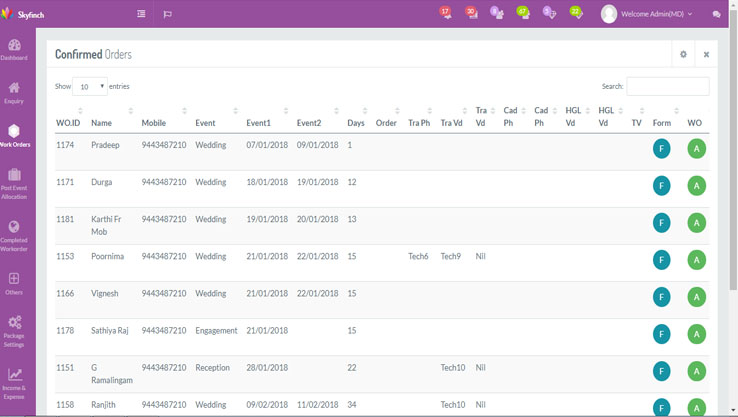 Skyfinch
17 30 8 67 3 22 Welcome Admin(MD)
Dashboard
Enquiry
Work Orders
Post Event
Allocation
Completed
Workorder
Others
Package
Settings
Income &
Expense
Confirmed Orders
Show 10 entries Search:
WO.ID Name Mobile Event Event1 Event2 Days Order Tra Ph Tra Vd Tra Vd Cad Ph Cad Ph HGL Vd HGL Vd TV Form WO
1174 Pradeep 9443487210 Wedding 07/01/2018 09/01/2018 1 F A
1171 Durga 9443487210 Wedding 18/01/2018 19/01/2018 12 F A
1181 Karthi Fr Mob 9443487210 Wedding 19/01/2018 20/01/2018 13 F A
1153 Poornima 9443487210 Wedding 21/01/2018 22/01/2018 15 Tech6 Tech9 Nil F A
1166 Vignesh 9443487210 Wedding 21/01/2018 22/01/2018 15 F A
1178 Sathiya Raj 9443487210 Engagement 21/01/2018 15 F A
1151 G Ramalingam 9443487210 Reception 28/01/2018 22 Tech10 Nil F A
1158 Ranjith 9443487210 Wedding 09/02/2018 11/02/2018 34 Tech10 Nil F A